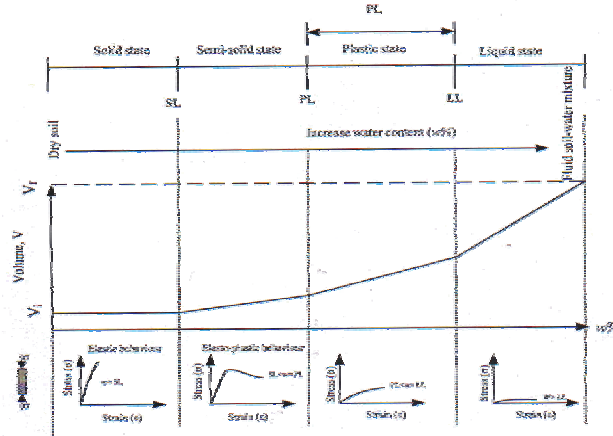 PL
Solid state
Semi-solid state
Plastic state
Liquid state
SL
PL
LL
Dry soil
Increase water content (w%)
Fluid soil-water mixture
Vf
Volume, V
Vi
w%
Elastic behaviour
Elasto-plastic behaviour
Stress (σ)
Strain (ε)
Stress (σ)
Strain (ε)
Stress (σ)
Strain (ε)
Stress (σ)
Strain (ε)